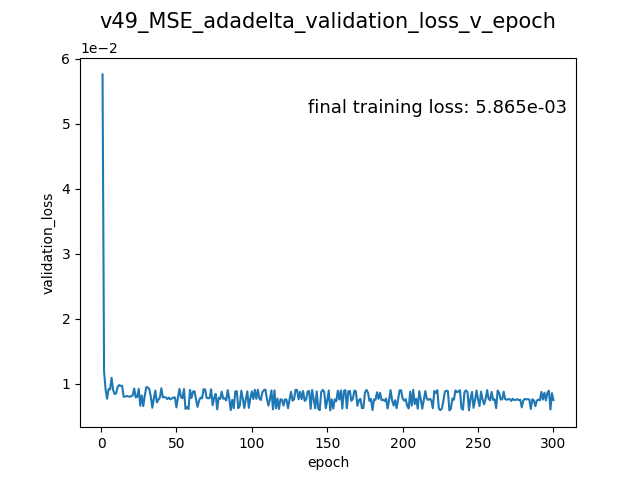 v49_MSE_adadelta_validation_loss_v_epoch
1e−2
6
final training loss: 5.865e-03
5
4
validation_loss
3
2
1
0 50 100 150 200 250 300
epoch